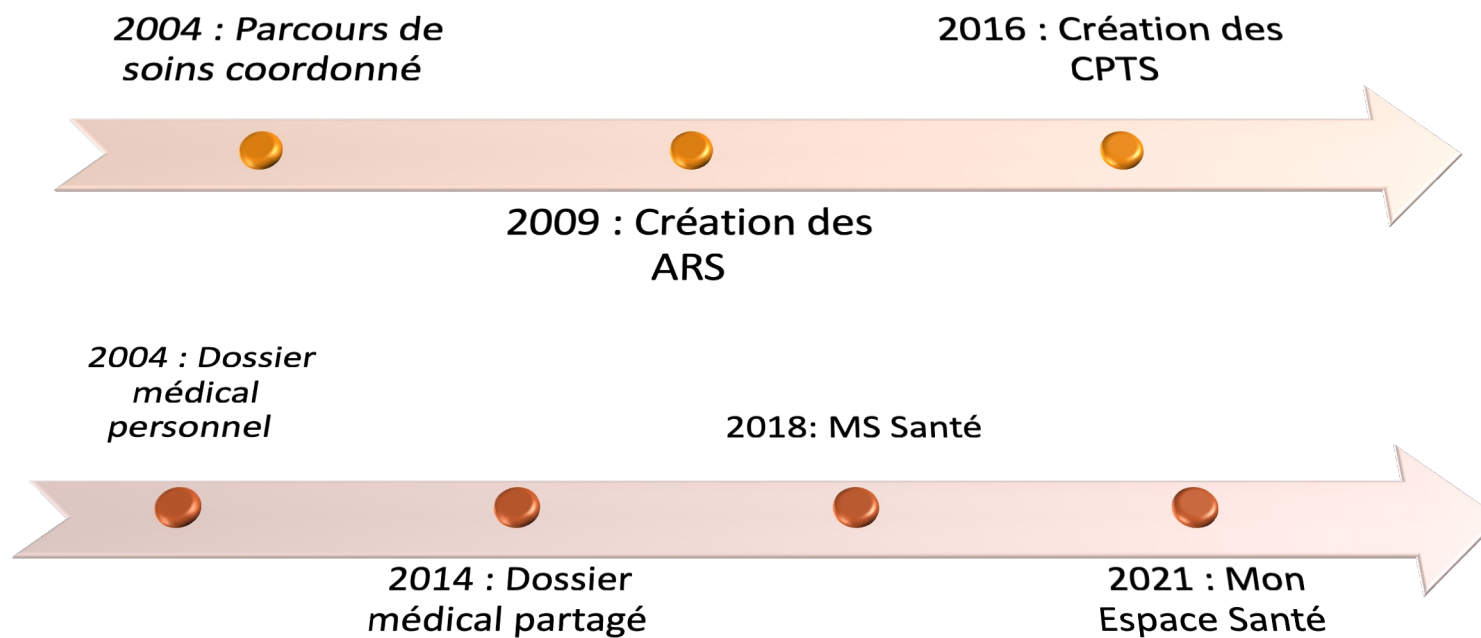 2004 : Parcours de
soins coordonné
2016 : Création des
CPTS
2009 : Création des
ARS
2004 : Dossier
médical
personnel
2018: MS Santé
2014 : Dossier
médical partagé
2021 : Mon
Espace Santé